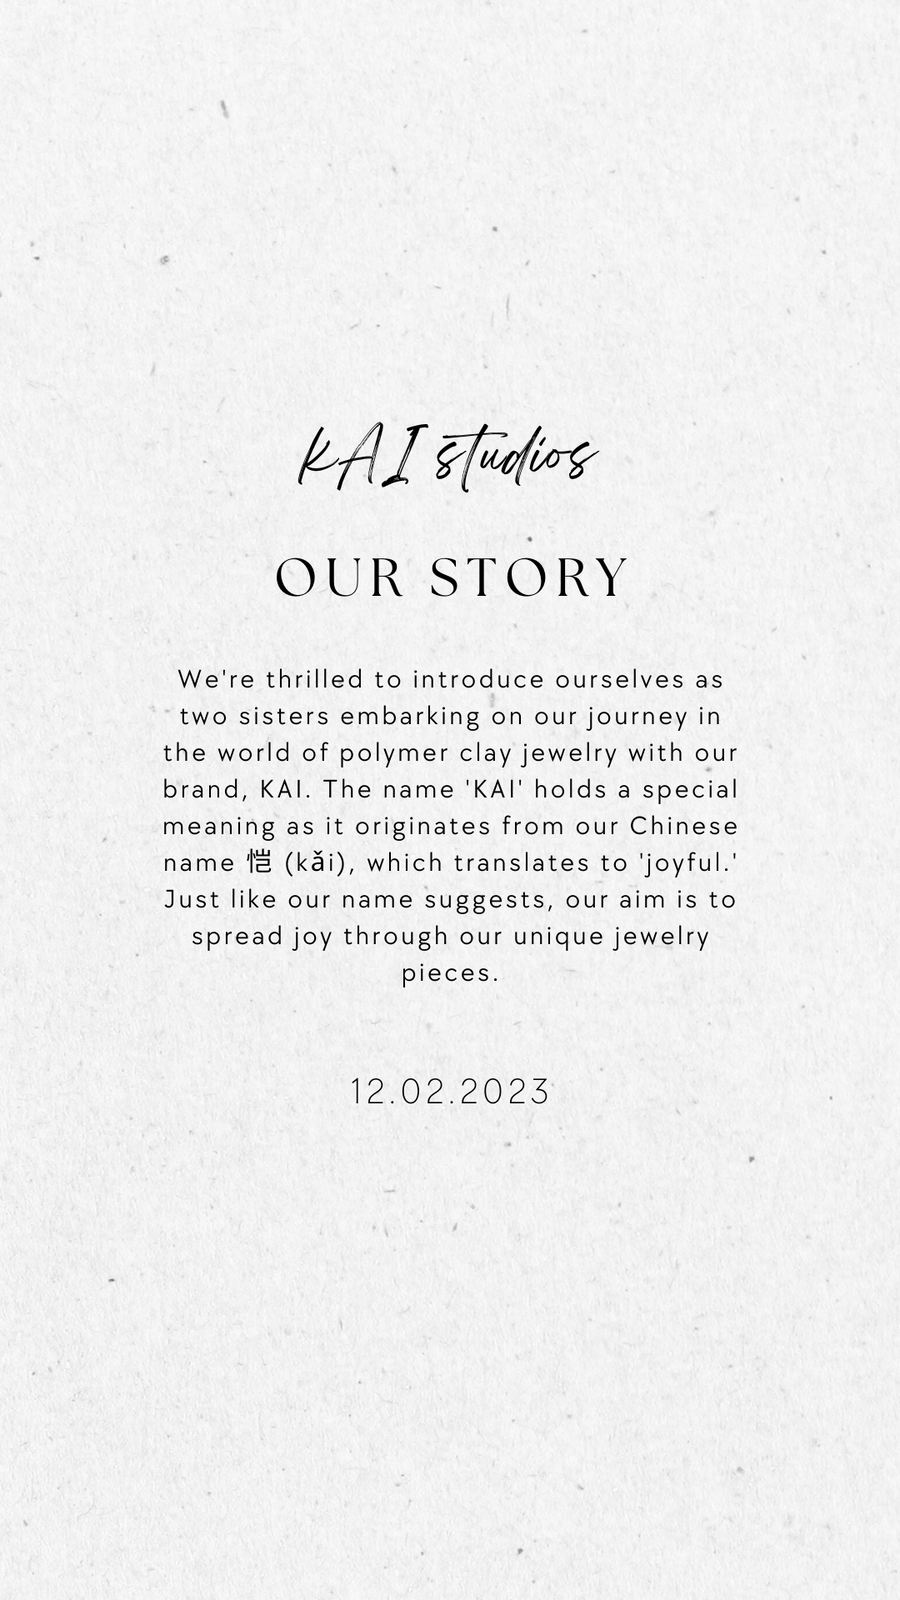 KAI studios
OUR STORY
We're thrilled to introduce ourselves as
two sisters embarking on our journey in
the world of polymer clay jewelry with our
brand, KAI. The name 'KAI' holds a special
meaning as it originates from our Chinese
name 恺 (kǎi), which translates to 'joyful.'
Just like our name suggests, our aim is to
spread joy through our unique jewelry
pieces.
12.02.2023